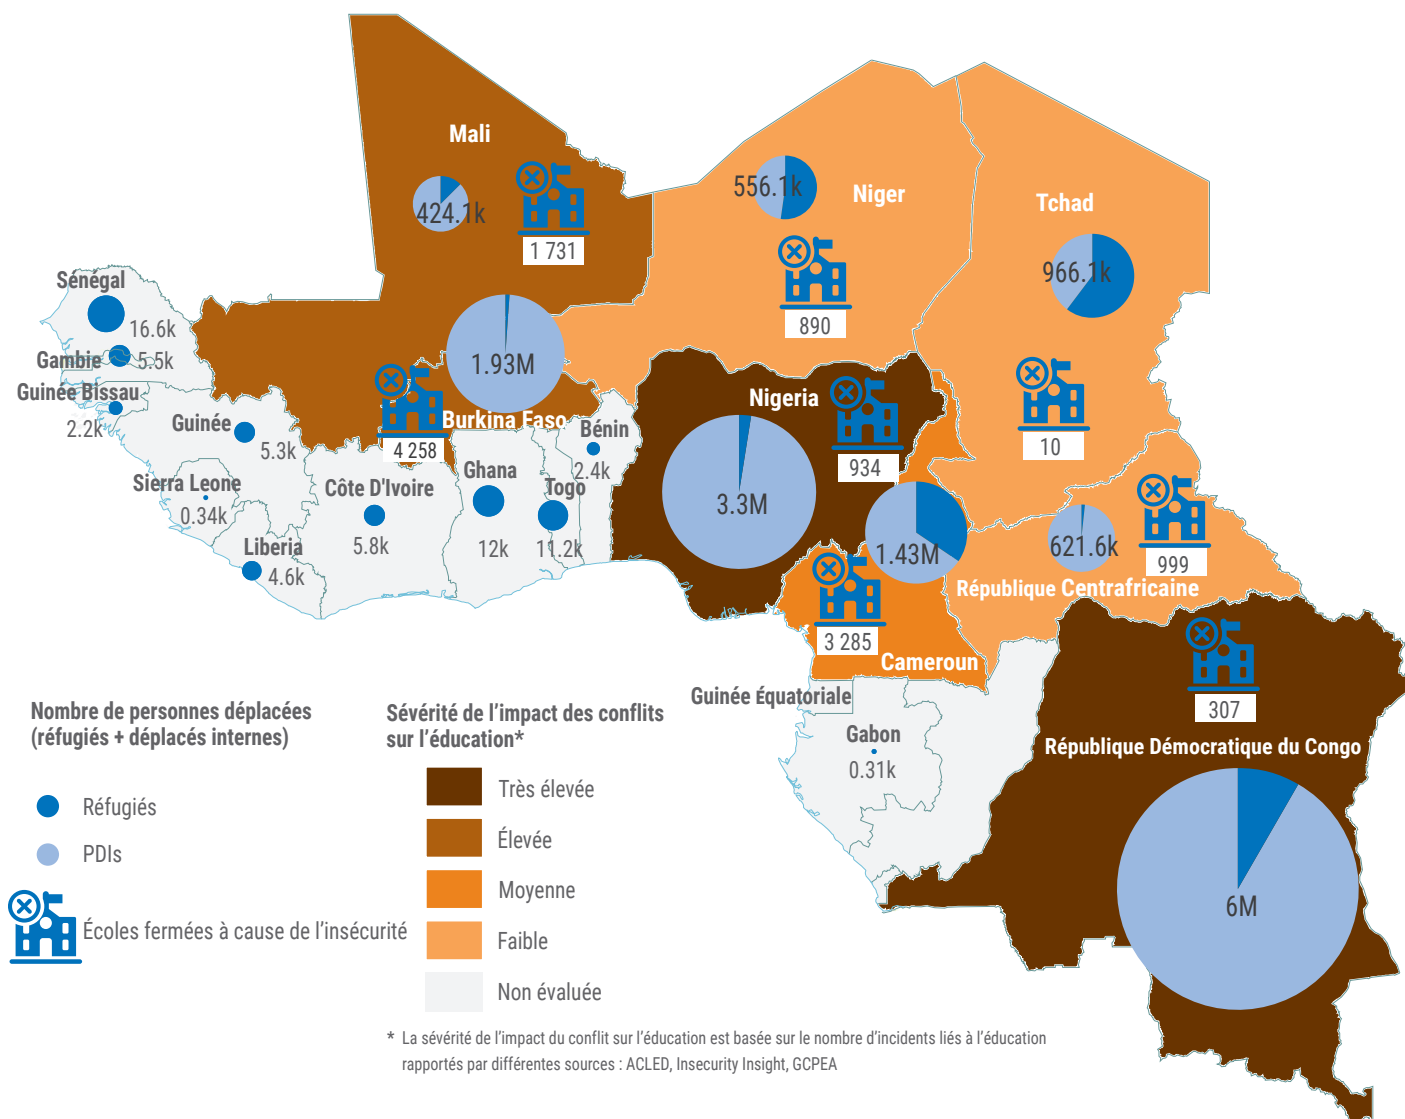 Mali
424.1k
1 731
556.1k
Niger
890
Tchad
966.1k
10
Sénégal
16.6k
Gambie
5.5k
Guinée Bissau
2.2k
Guinée
5.3k
Sierra Leone
0.34k
Liberia
4.6k
Côte D'Ivoire
5.8k
1.93M
Burkina Faso
4 258
Ghana
12k
Togo
11.2k
Bénin
2.4k
Nigeria
934
3.3M
1.43M
3 285
Cameroun
621.6k
999
République Centrafricaine
Guinée Équatoriale
Gabon
0.31k
307
République Démocratique du Congo
6M
Nombre de personnes déplacées
(réfugiés + déplacés internes)
Réfugiés
PDIs
Écoles fermées à cause de l’insécurité
Sévérité de l’impact des conflits
sur l’éducation*
Très élevée
Élevée
Moyenne
Faible
Non évaluée
* La sévérité de l’impact du conflit sur l’éducation est basée sur le nombre d’incidents liés à l’éducation
rapportés par différentes sources : ACLED, Insecurity Insight, GCPEA